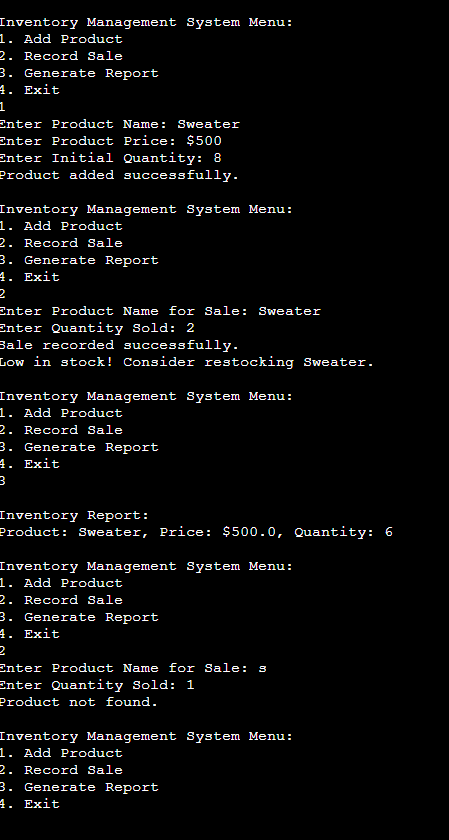 Inventory Management System Menu:
1. Add Product
2. Record Sale
3. Generate Report
4. Exit
1
Enter Product Name: Sweater
Enter Product Price: $500
Enter Initial Quantity: 8
Product added successfully.
Inventory Management System Menu:
1. Add Product
2. Record Sale
3. Generate Report
4. Exit
2
Enter Product Name for Sale: Sweater
Enter Quantity Sold: 2
Sale recorded successfully.
Low in stock! Consider restocking Sweater.
Inventory Management System Menu:
1. Add Product
2. Record Sale
3. Generate Report
4. Exit
3
Inventory Report:
Product: Sweater, Price: $500.0, Quantity: 6
Inventory Management System Menu:
1. Add Product
2. Record Sale
3. Generate Report
4. Exit
2
Enter Product Name for Sale: s
Enter Quantity Sold: 1
Product not found.
Inventory Management System Menu:
1. Add Product
2. Record Sale
3. Generate Report
4. Exit